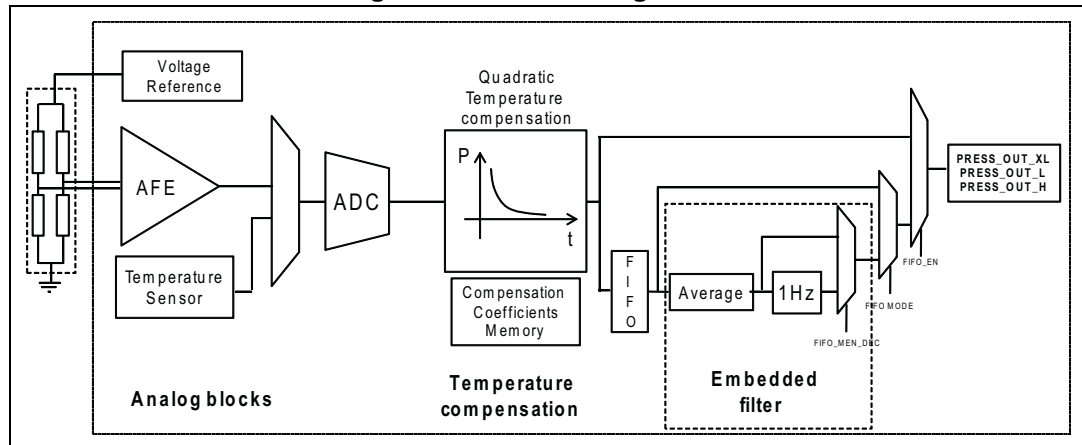 Voltage
Reference
AFE
Temperature
Sensor
ADC
Quadratic
Temperature
compensation
P
t
Compensation
Coefficients
Memory
F
I
F
O
Average
1Hz
PRESS_OUT_XL
PRESS_OUT_L
PRESS_OUT_H
FIFO_EN
FIFO MODE
FIFO_MEN_DEC
Analog blocks
Temperature
compensation
Embedded
filter